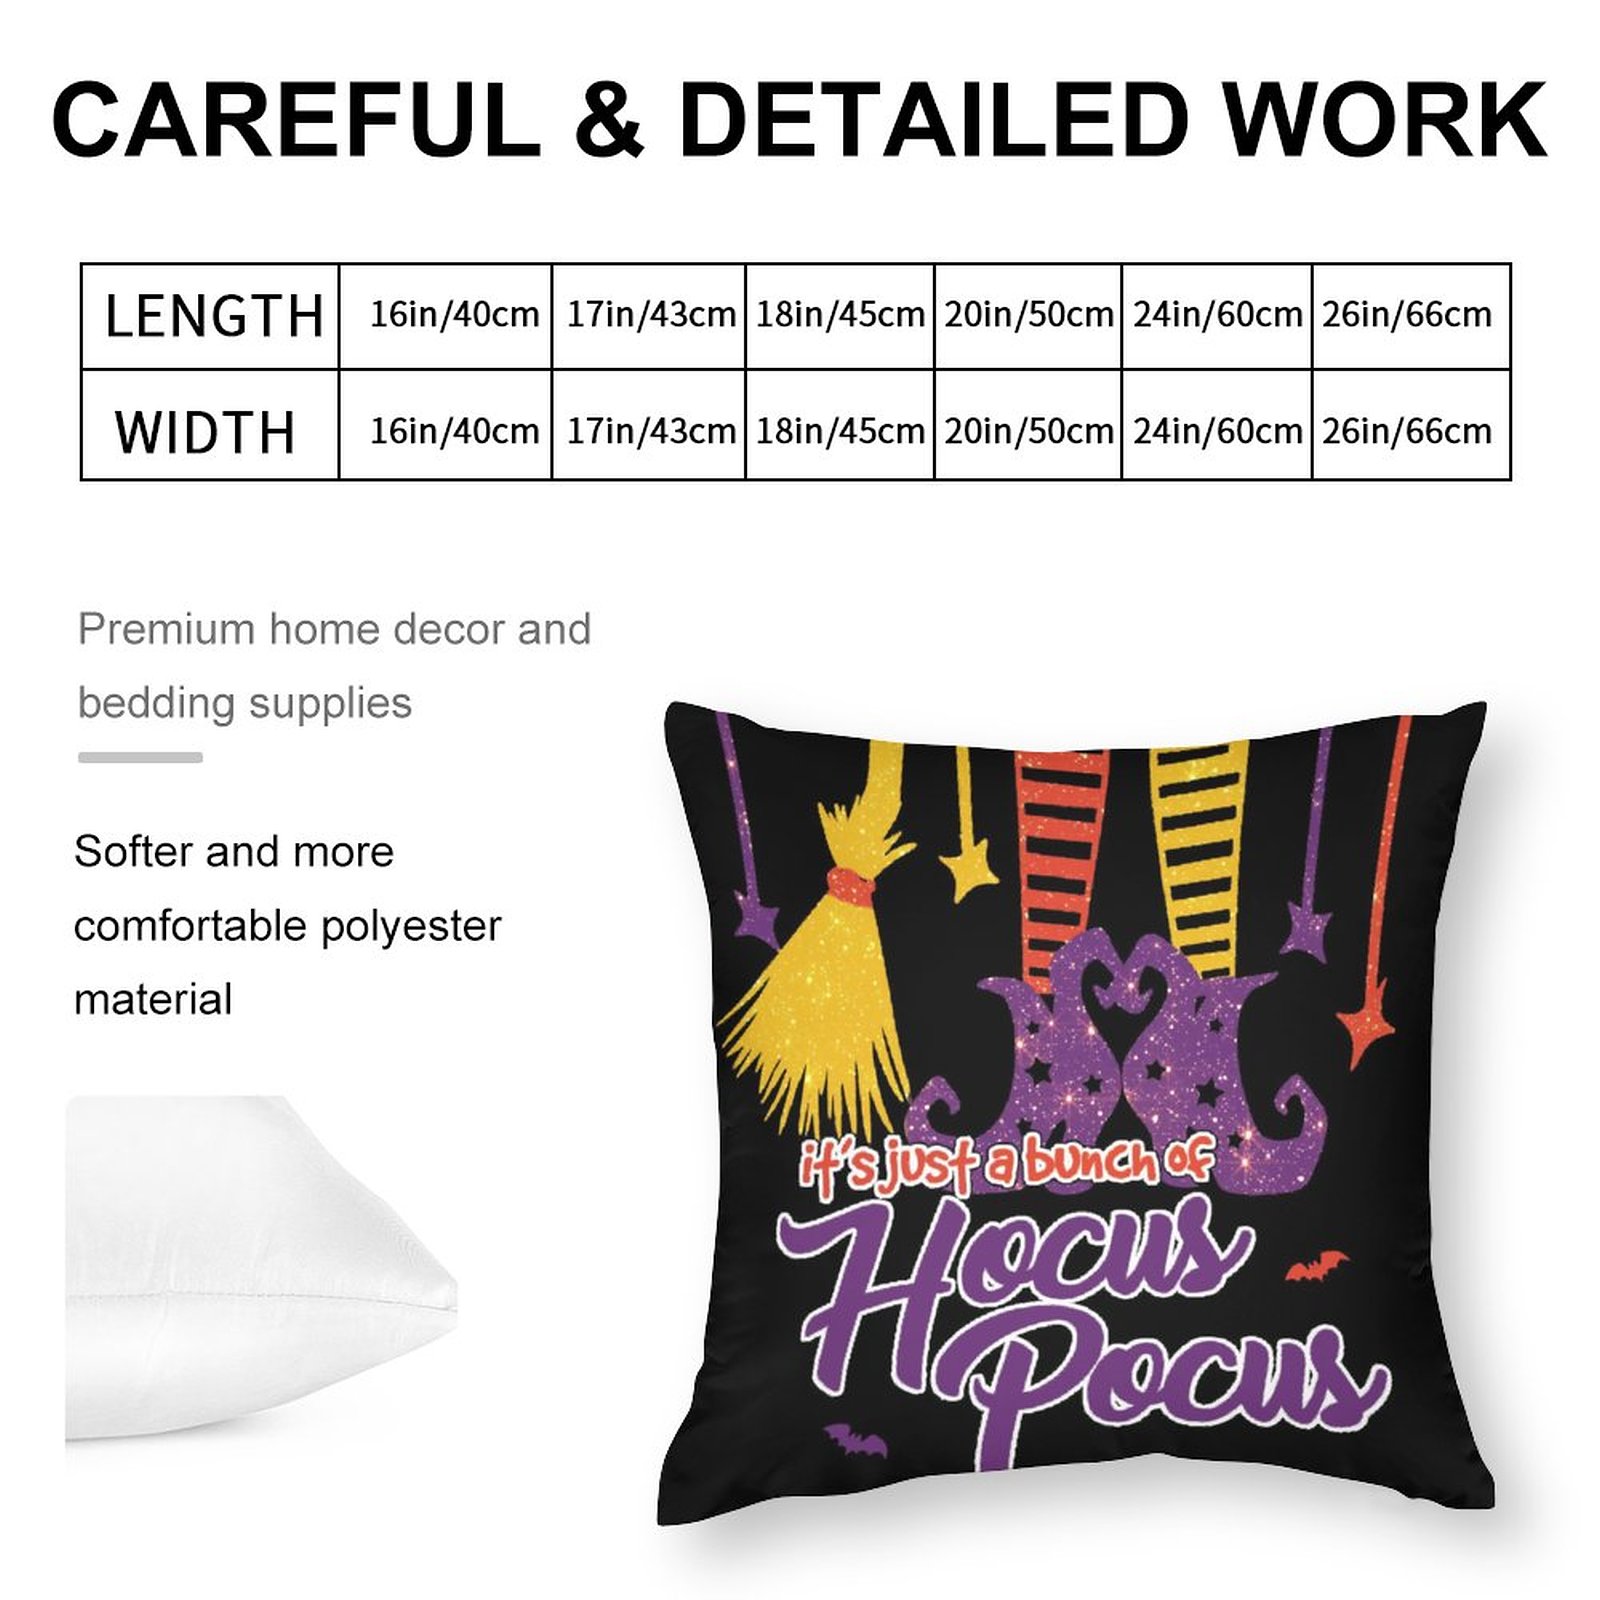 CAREFUL & DETAILED WORK
LENGTH 16in/40cm 17in/43cm 18in/45cm 20in/50cm 24in/60cm 26in/66cm
WIDTH 16in/40cm 17in/43cm 18in/45cm 20in/50cm 24in/60cm 26in/66cm
Premium home decor and
bedding supplies
Softer and more
comfortable polyester
material
it's just a bunch of
Hocus
Pocus